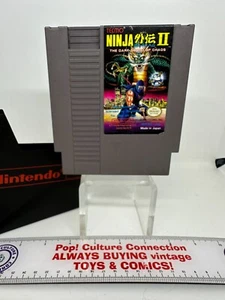 TECMO
NINJA 外伝 II
THE DARK SWORD OF CHAOS
Made in Japan
Nintendo
Pop! Culture Connection
ALWAYS BUYING vintage
TOYS & COMICS!